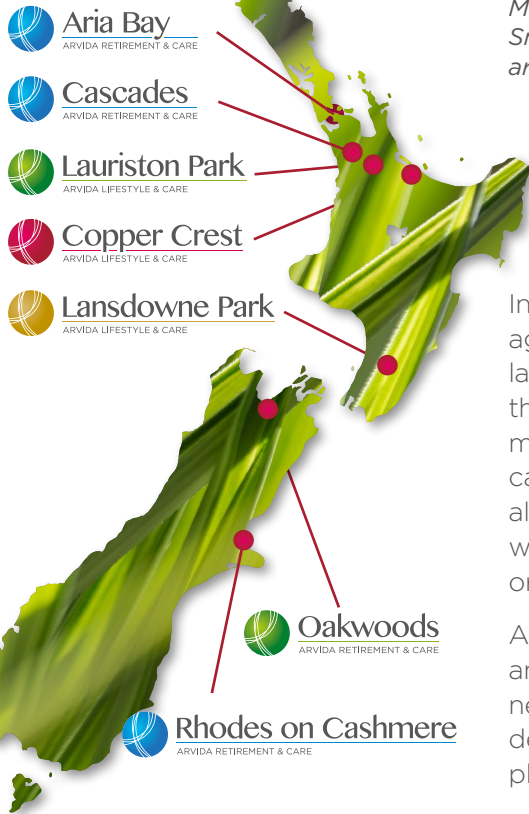 Aria Bay
ARVIDA RETIREMENT & CARE
Cascades
ARVIDA RETIREMENT & CARE
Lauriston Park
ARVIDA LIFESTYLE & CARE
Copper Crest
ARVIDA LIFESTYLE & CARE
Lansdowne Park
ARVIDA LIFESTYLE & CARE
Oakwoods
ARVIDA RETIREMENT & CARE
Rhodes on Cashmere
ARVIDA RETIREMENT & CARE